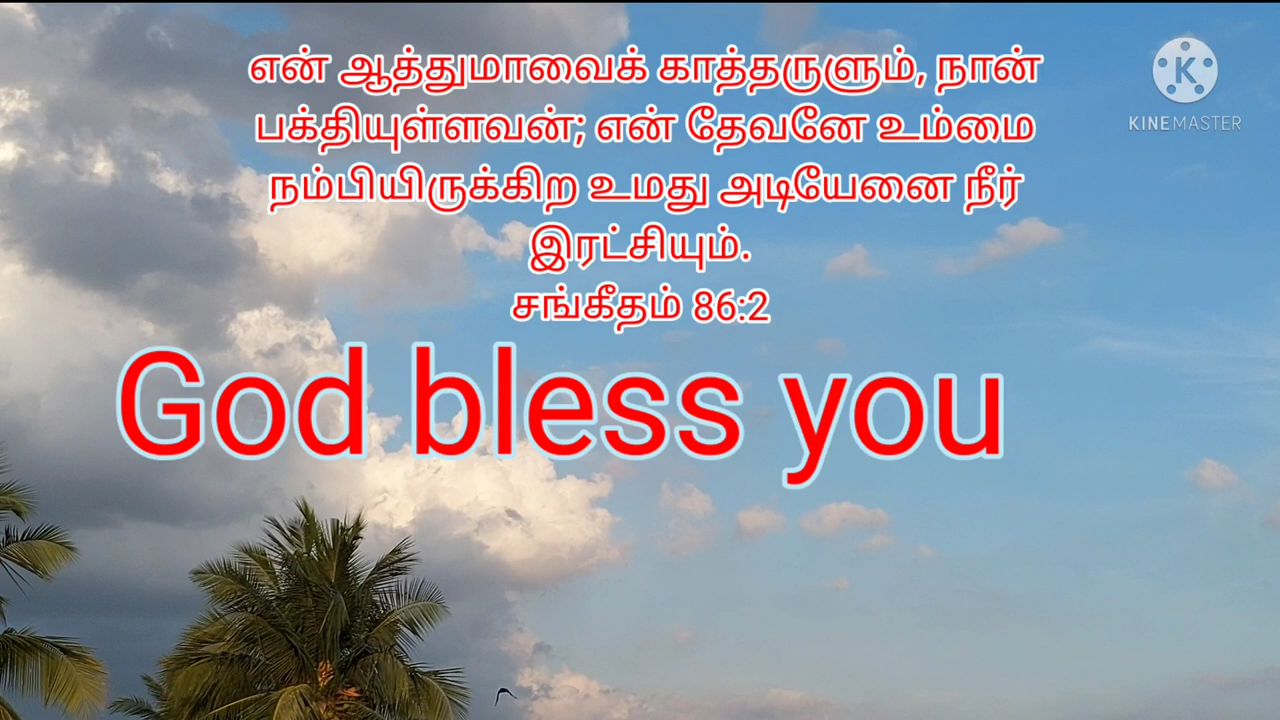 என் ஆத்துமாவைக் காத்தருளும், நான்
பக்தியுள்ளவன்; என் தேவனே உம்மை
நம்பியிருக்கிற உமது அடியேனை நீர்
இரட்சியும்.
சங்கீதம் 86:2
God bless you
K
KINEMASTER